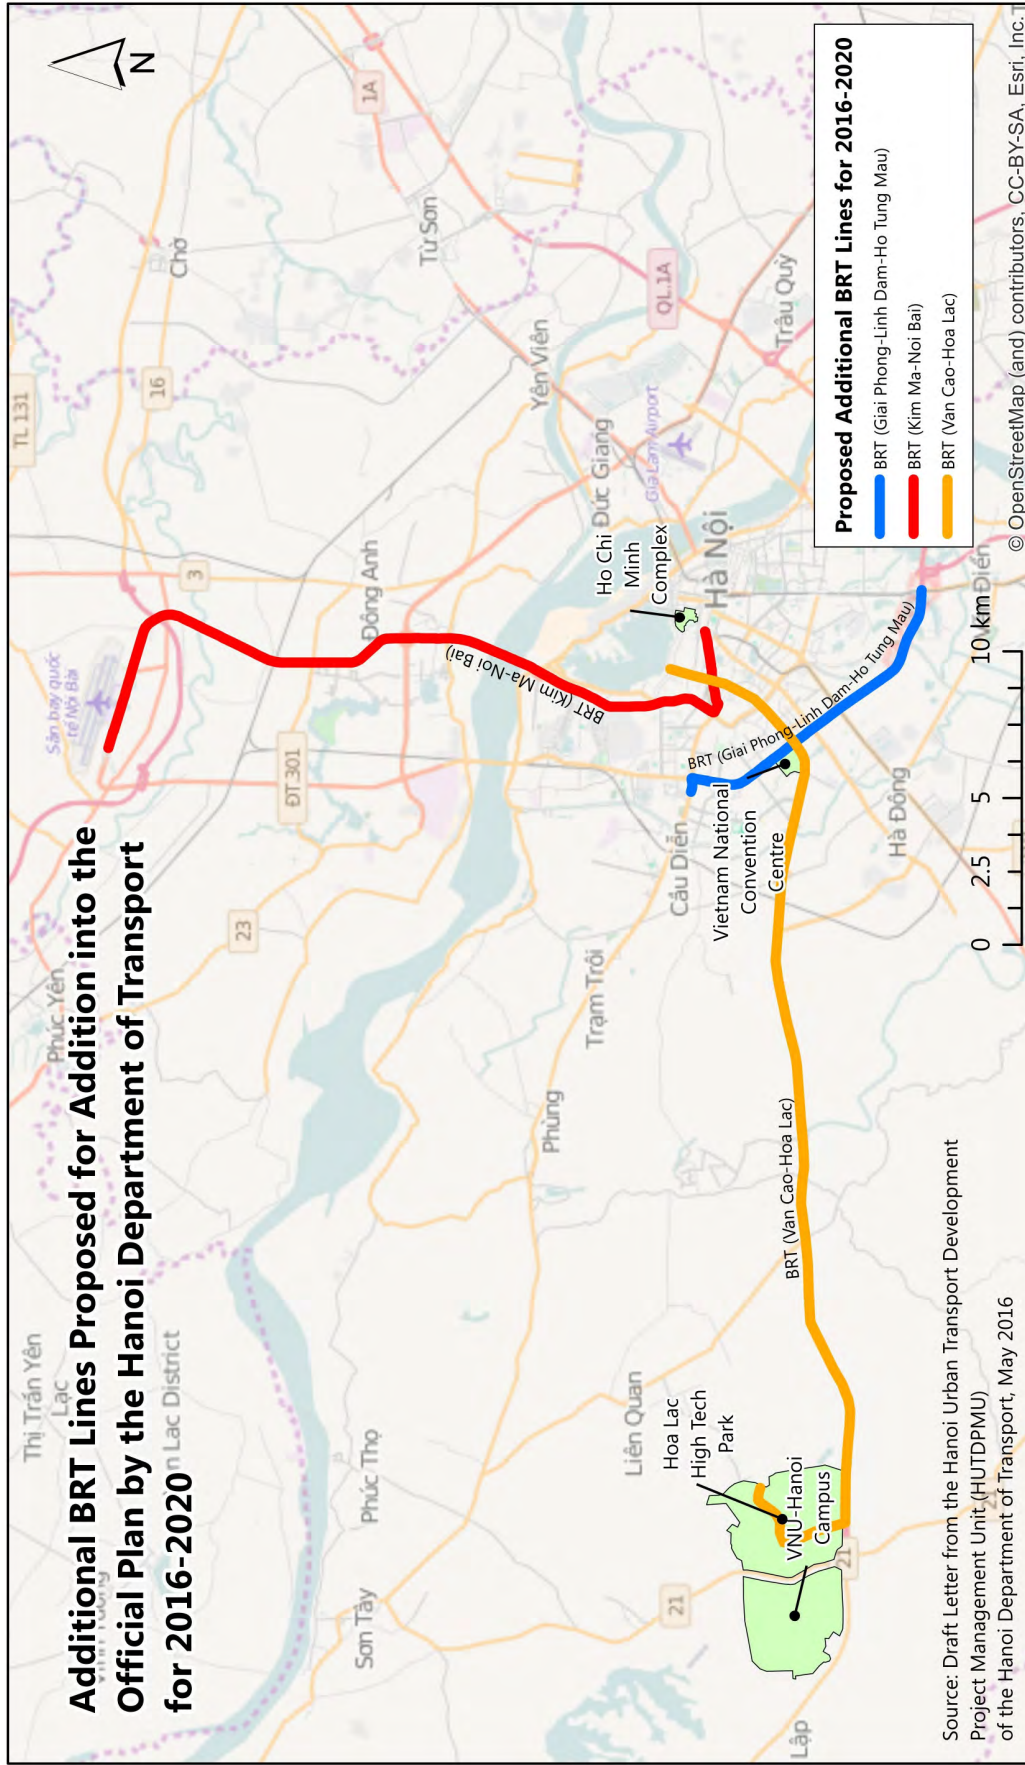 Additional BRT Lines Proposed for Addition into the
Official Plan by the Hanoi Department of Transport
for 2016-2020
N
Thị Trấn Yên
Lạc
n Lac District
Phúc Yên
Sân bay quốc
tế Nội Bài
TL 131
16
Chờ
1A
Từ Sơn
23
ĐT.301
3
Đông Anh
Yên Viên
QL.1A
Trâu Quỳ
Phúc Thọ
Sơn Tây
Phùng
Trạm Trôi
Liên Quan
Cầu Diễn
Đức Giang
Gia Lâm Airport
Hà Nội
Ho Chi
Minh
Complex
BRT (Kim Ma-Noi Bai)
BRT (Giai Phong-Linh Dam-Ho Tung Mau)
Vietnam National
Convention
Centre
Hà Đông
Hoa Lac
High Tech
Park
VNU-Hanoi
Campus
BRT (Van Cao-Hoa Lac)
21
21
21
Lập
Điển
Proposed Additional BRT Lines for 2016-2020
BRT (Giai Phong-Linh Dam-Ho Tung Mau)
BRT (Kim Ma-Noi Bai)
BRT (Van Cao-Hoa Lac)
0 2.5 5 10 km
Source: Draft Letter from the Hanoi Urban Transport Development
Project Management Unit (HUTDPMU)
of the Hanoi Department of Transport, May 2016
© OpenStreetMap (and) contributors, CC-BY-SA, Esri, Inc.